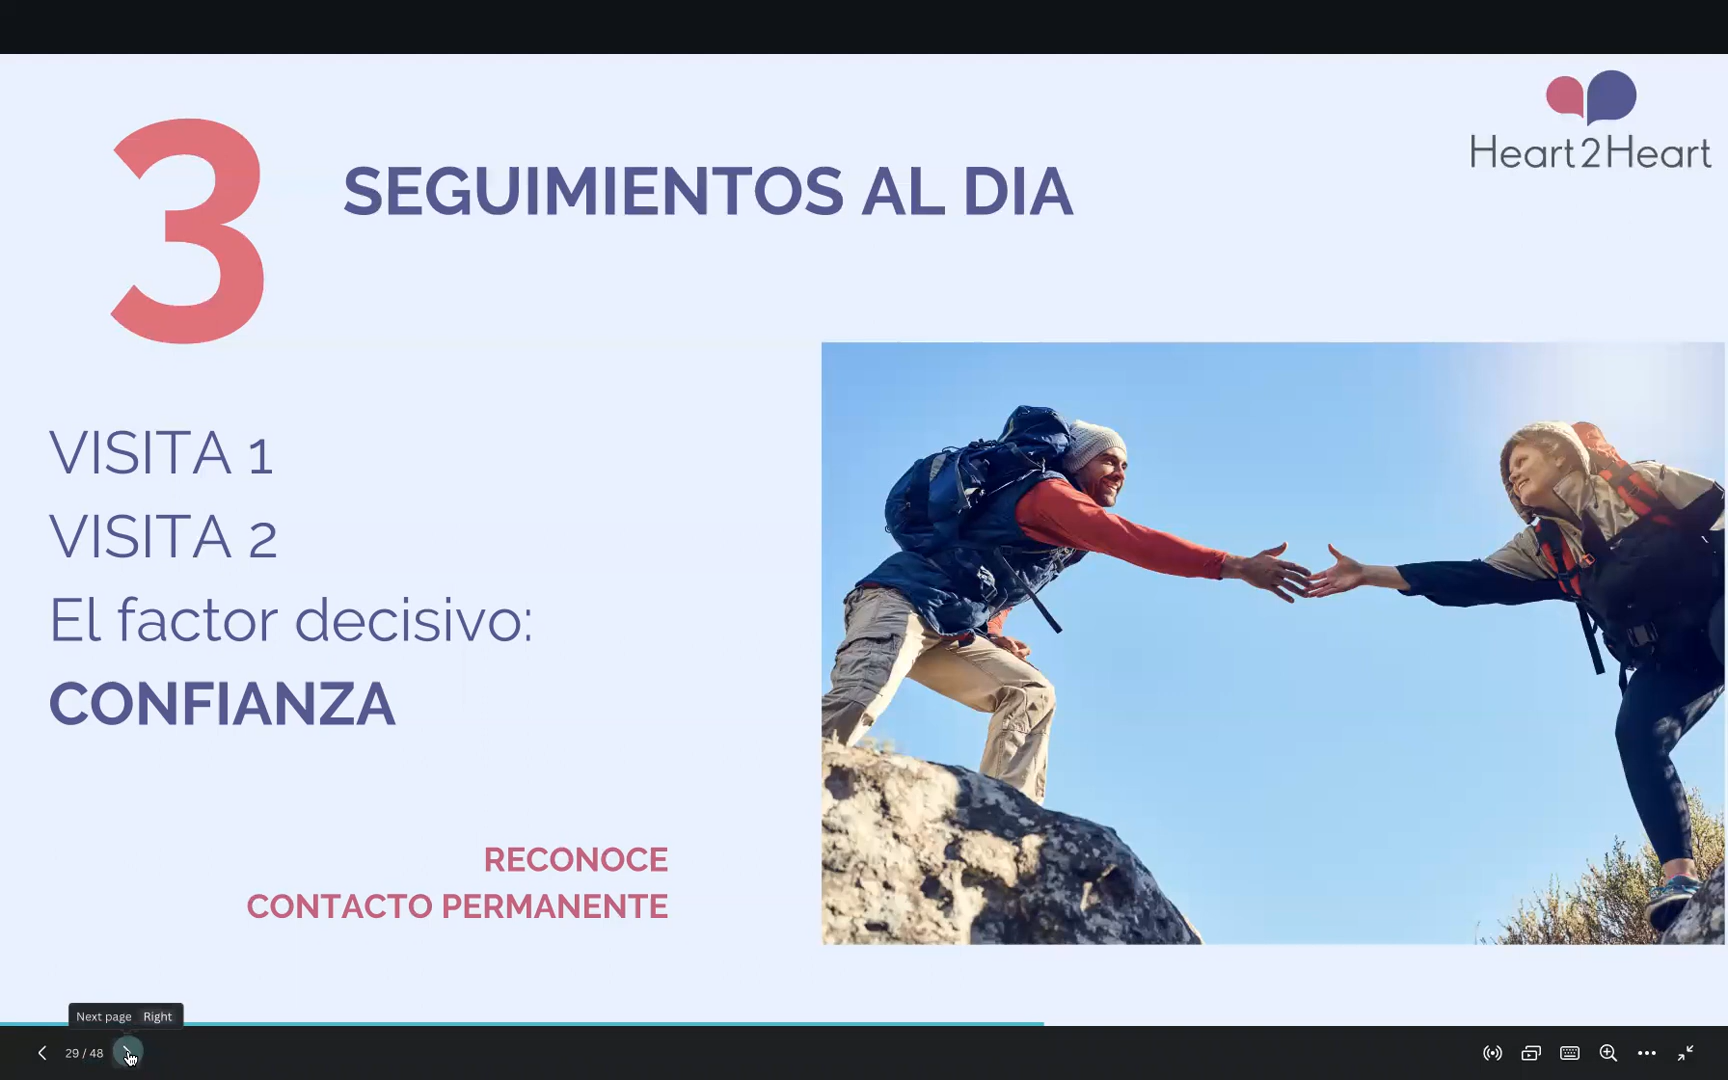 Heart2Heart
3
SEGUIMIENTOS AL DIA
VISITA 1
VISITA 2
El factor decisivo:
CONFIANZA
RECONOCE
CONTACTO PERMANENTE
Next page Right
29 / 48